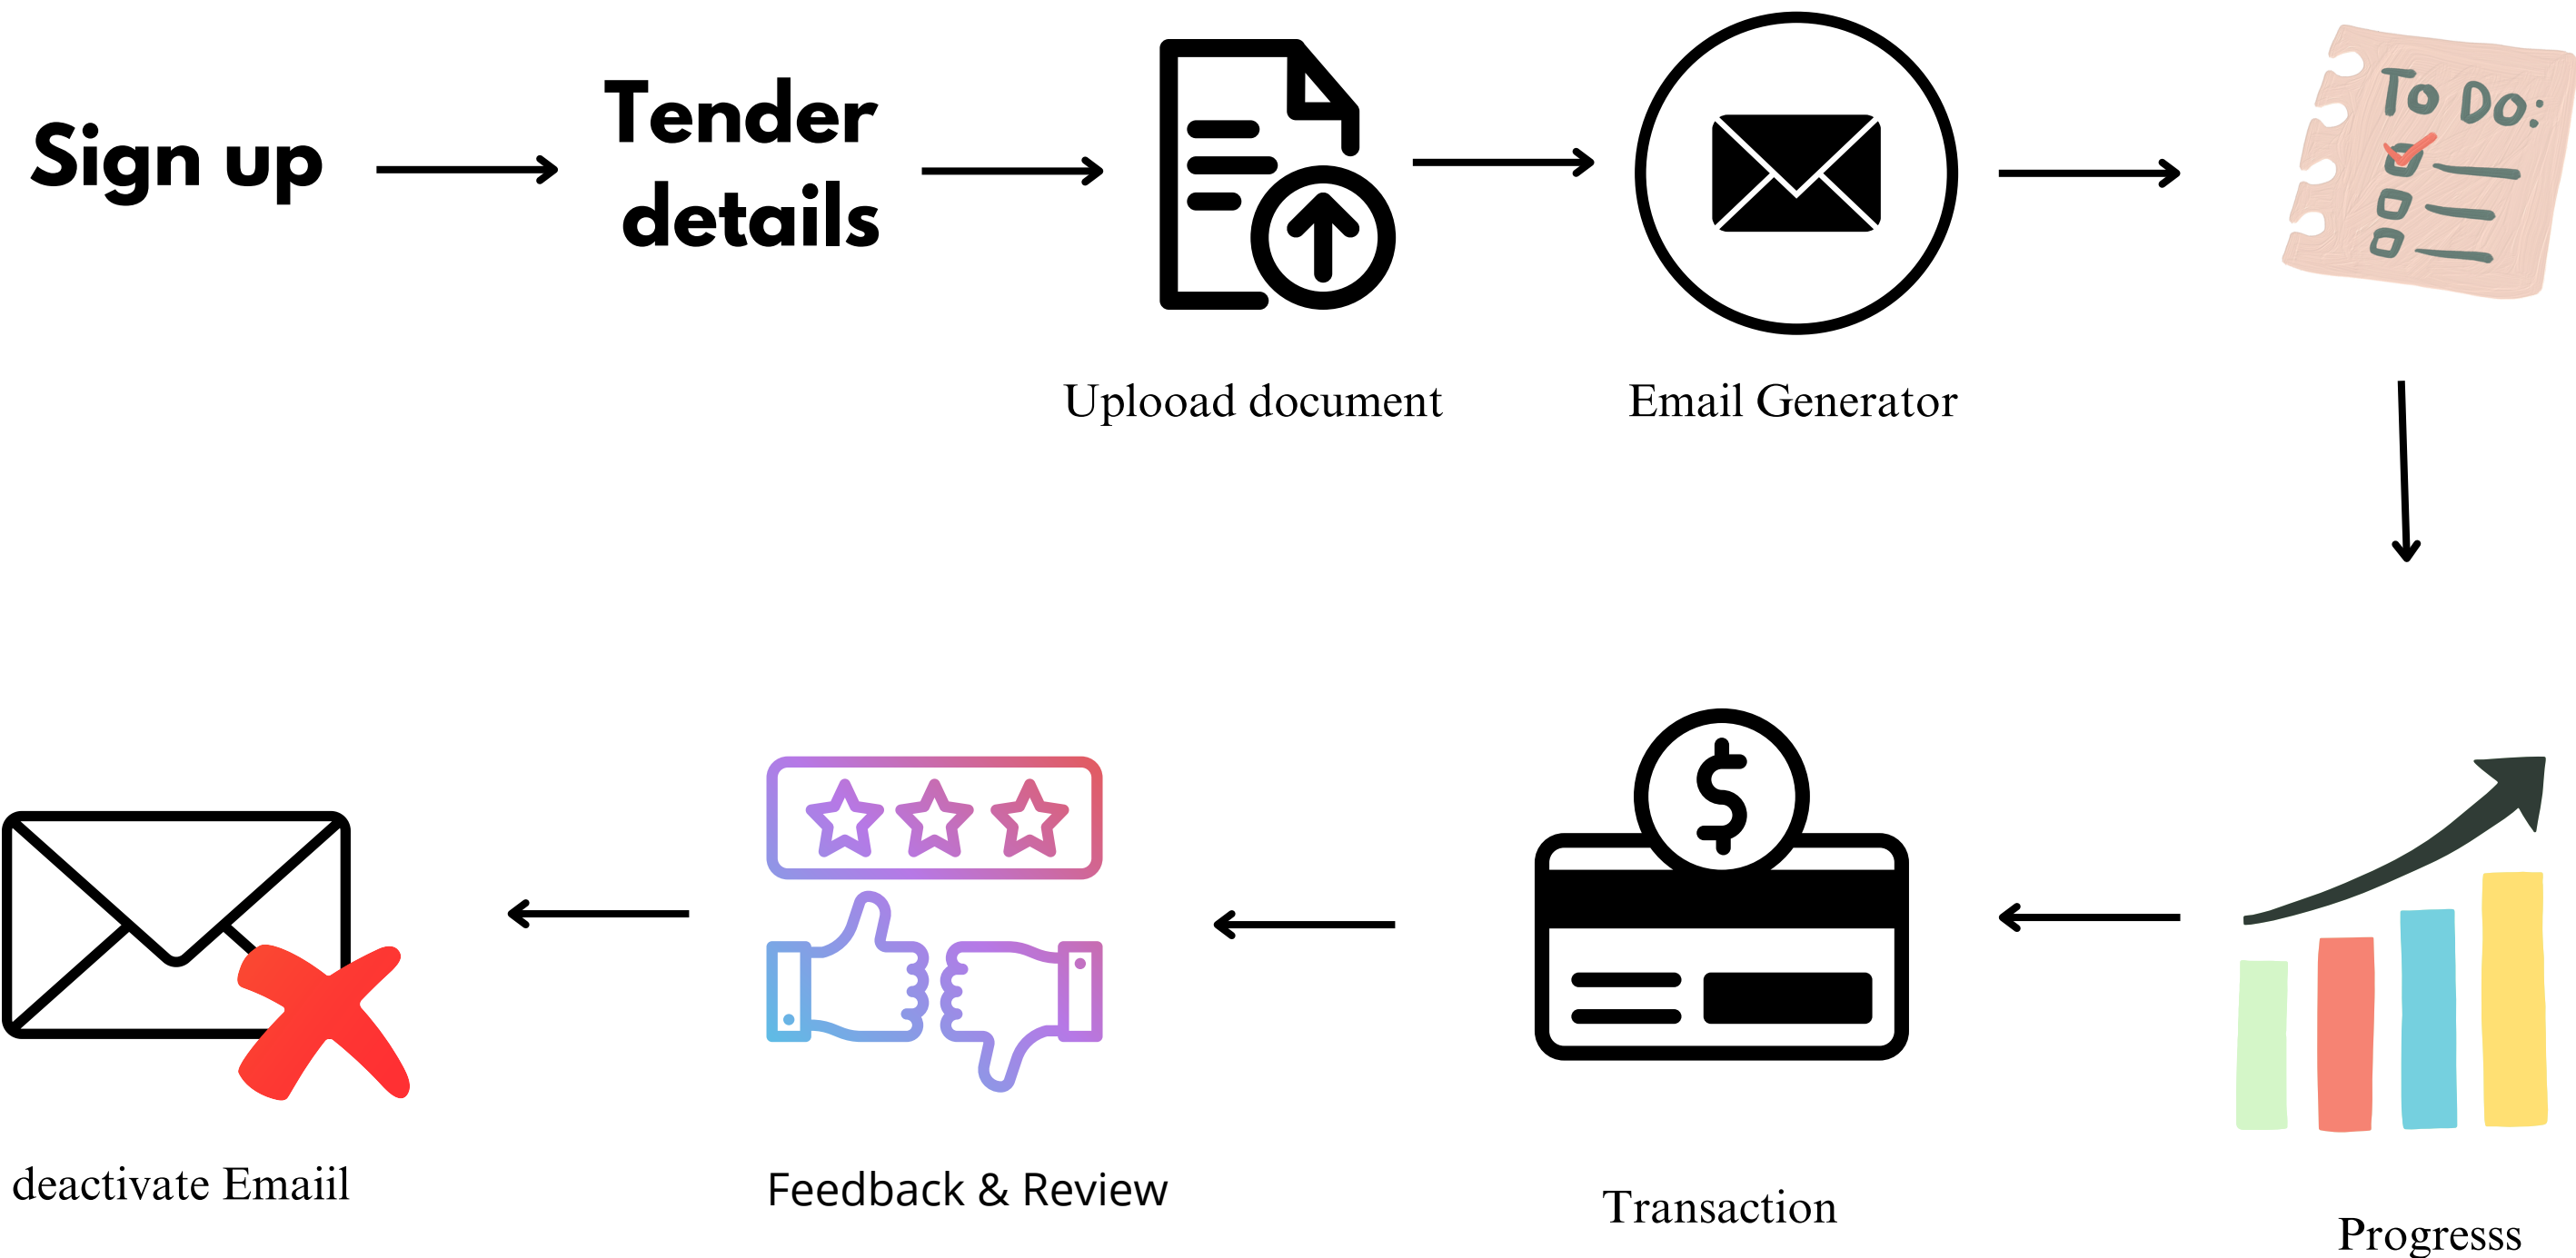 Sign up
Tender
details
To Do:
Uplooad document
Email Generator
$
deactivate Emaiil
Feedback & Review
Transaction
Progresss